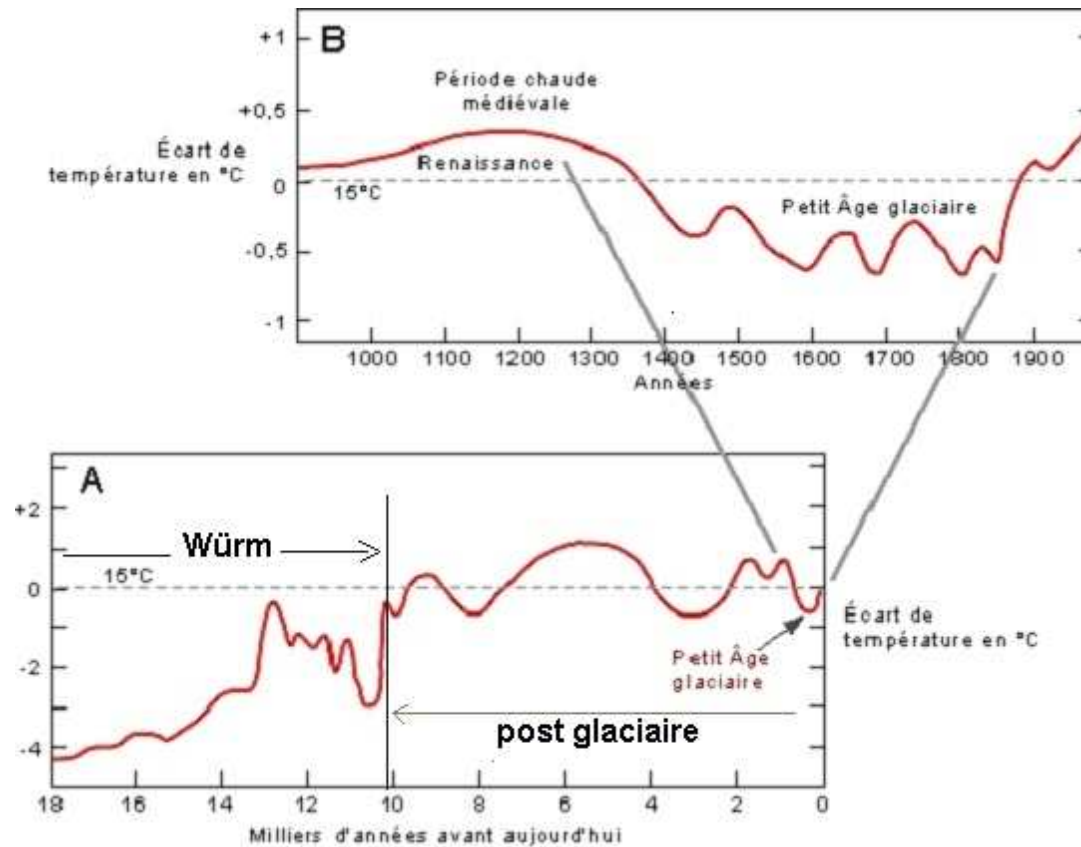 B
+1
+0,5
0
-0,5
-1
Écart de
température en °C
Période chaude
médiévale
Renaissance
15°C
Petit Âge glaciaire
1000 1100 1200 1300 1400 1500 1600 1700 1800 1900
Années
A
+2
0
-2
-4
Würm
15°C
Petit Âge
glaciaire
post glaciaire
Écart de
température en °C
18 16 14 12 10 8 6 4 2 0
Milliers d'années avant aujourd'hui